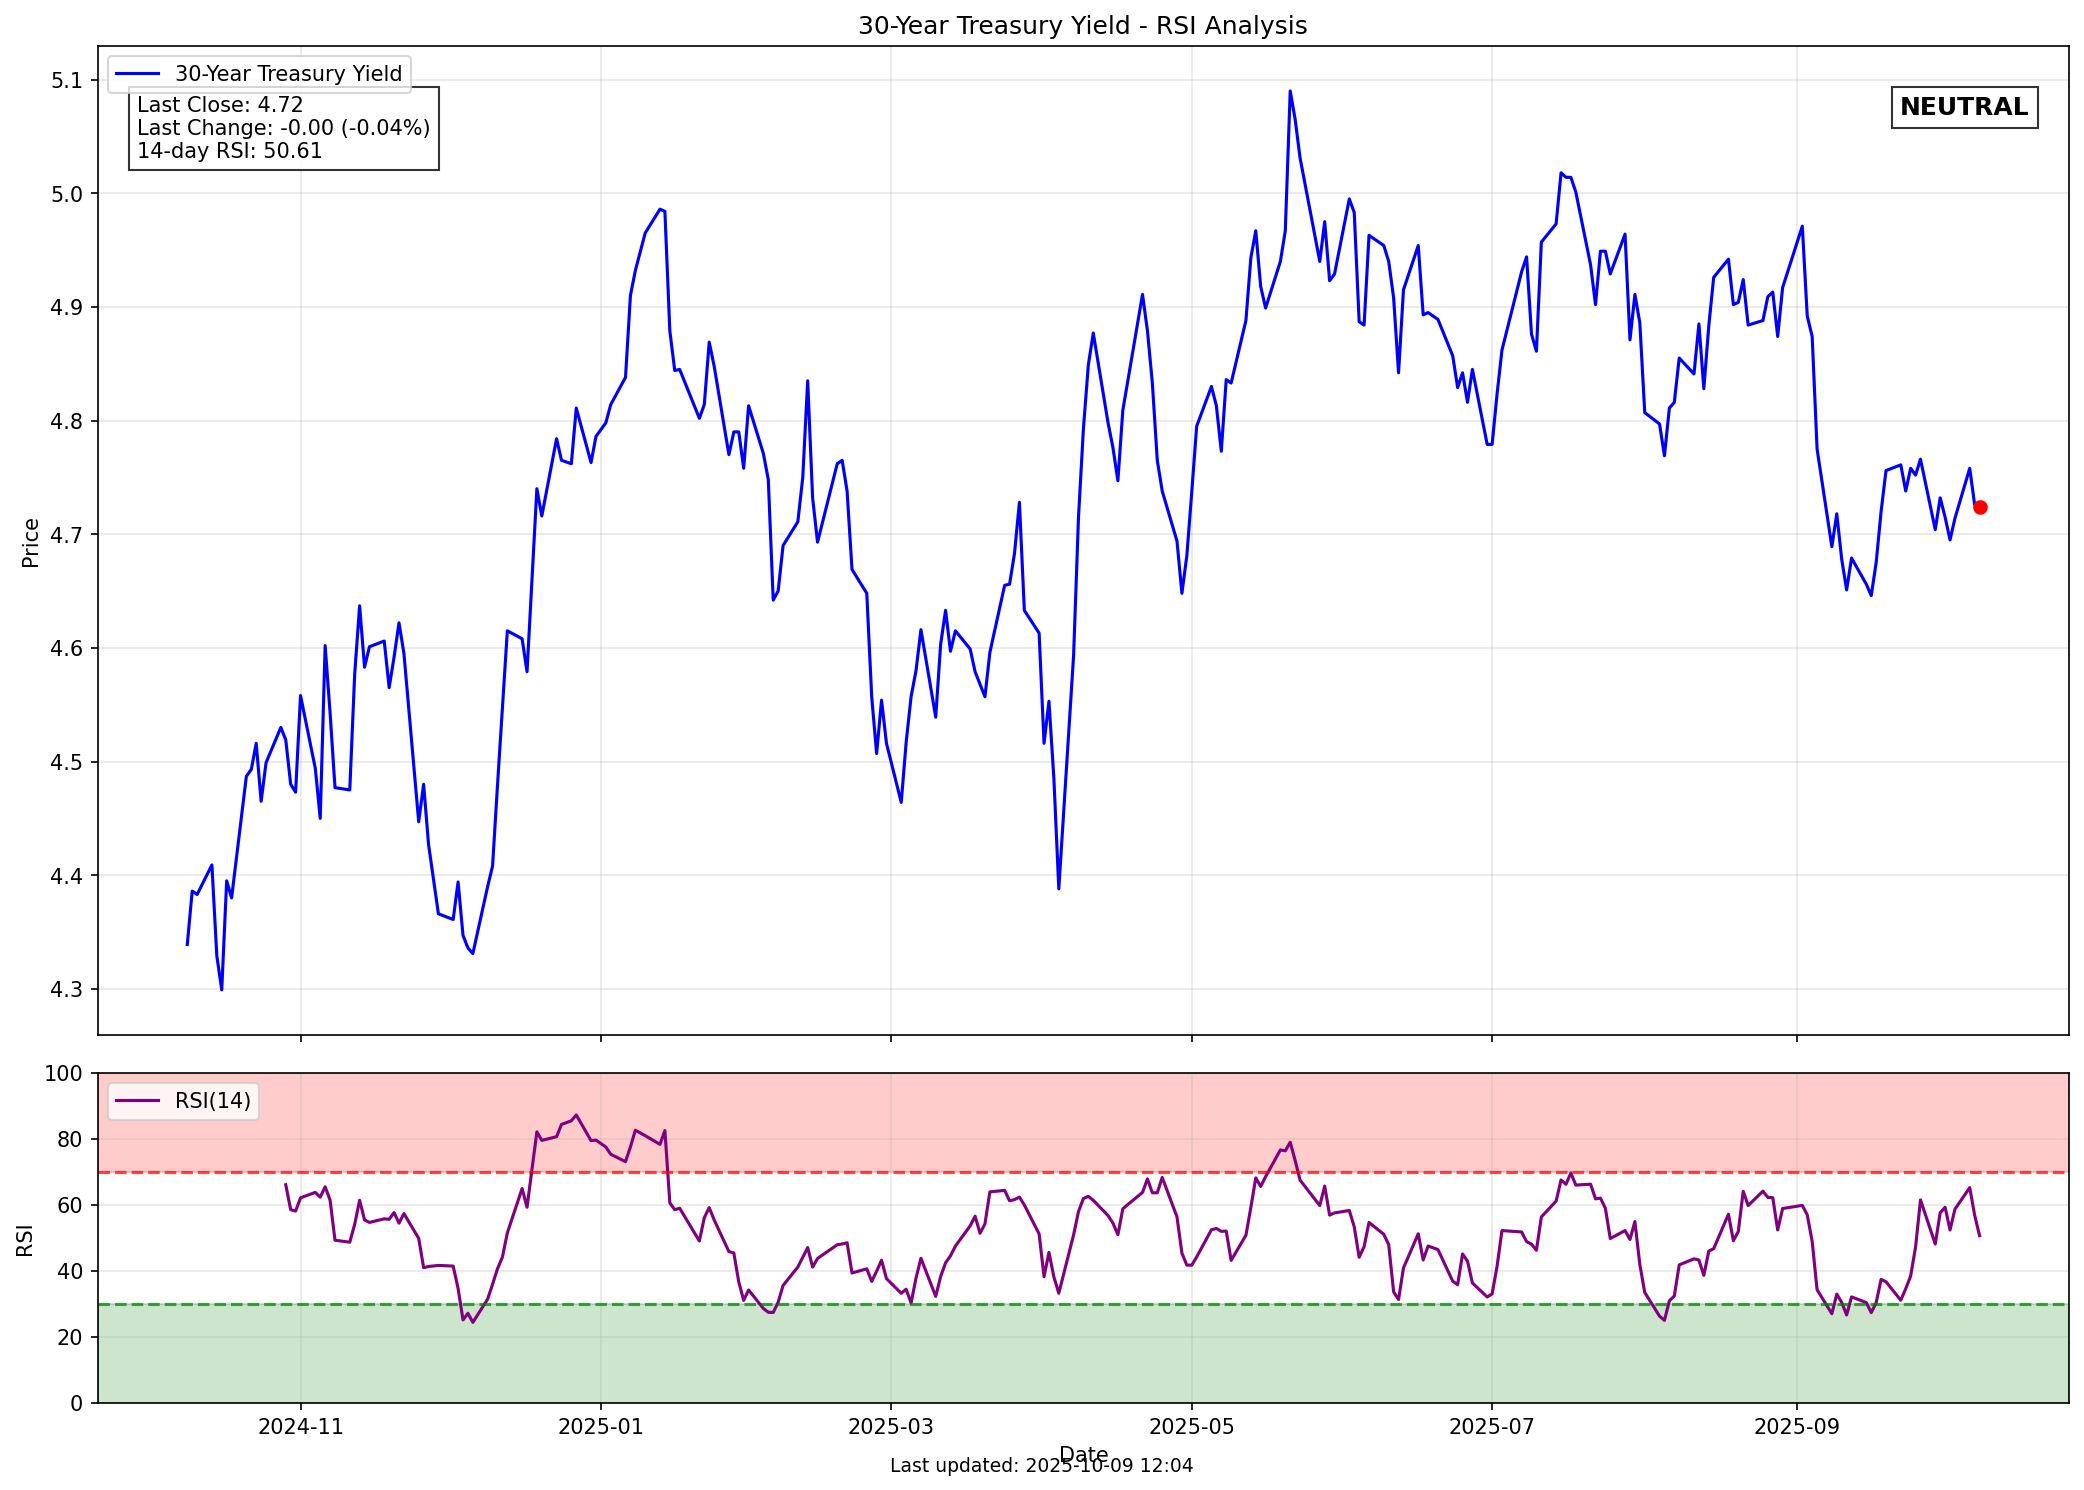 30-Year Treasury Yield - RSI Analysis
30-Year Treasury Yield
Last Close: 4.72
Last Change: -0.00 (-0.04%)
14-day RSI: 50.61
NEUTRAL
5.1
5.0
4.9
4.8
4.7
4.6
4.5
4.4
4.3
Price
RSI(14)
100
80
60
40
20
0
RSI
2024-11 2025-01 2025-03 2025-05 2025-07 2025-09
Date
Last updated: 2025-10-09 12:04